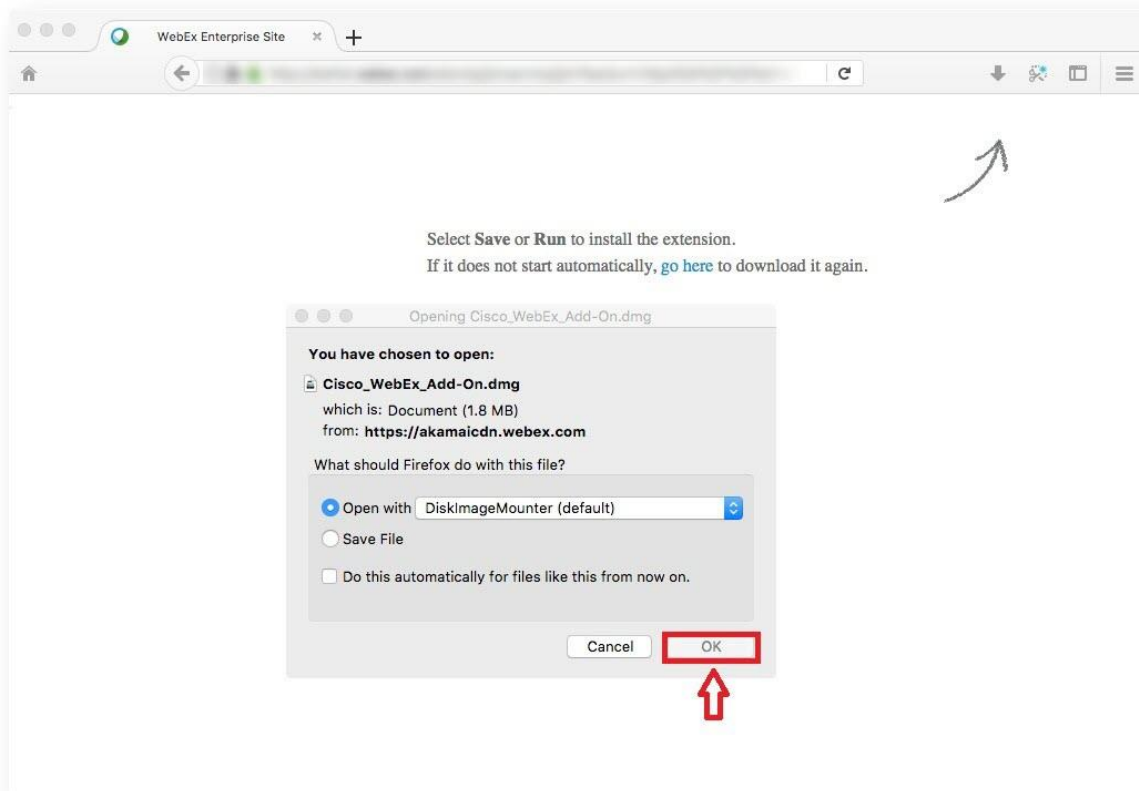 WebEx Enterprise Site
Select Save or Run to install the extension.
If it does not start automatically, go here to download it again.
Opening Cisco_WebEx_Add-On.dmg
You have chosen to open:
Cisco_WebEx_Add-On.dmg
which is: Document (1.8 MB)
from: https://akamaicdn.webex.com
What should Firefox do with this file?
Open with DiskImageMounter (default)
Save File
Do this automatically for files like this from now on.
Cancel OK